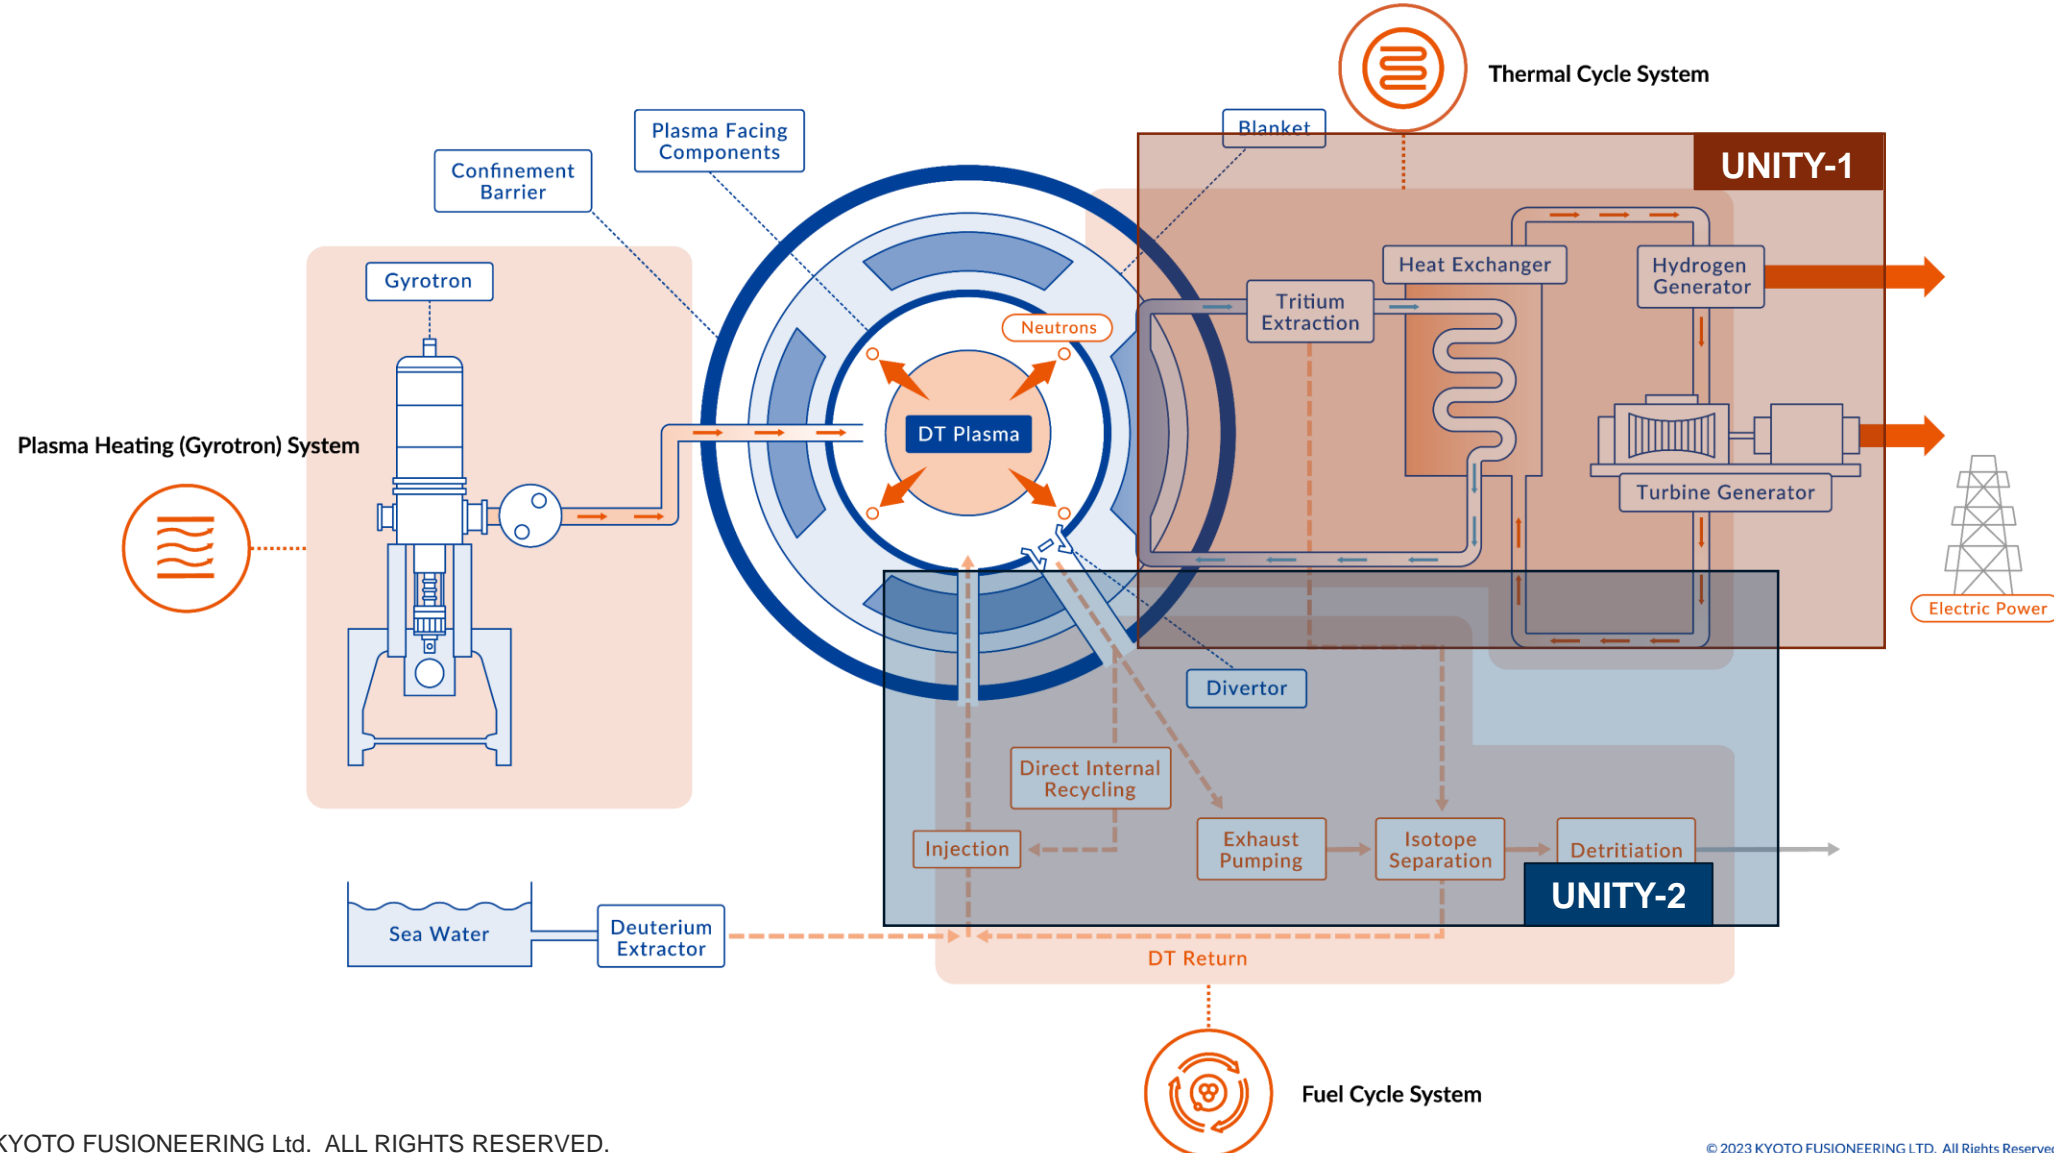 Thermal Cycle System
Plasma Facing
Components
Blanket
Confinement
Barrier
UNITY-1
Gyrotron
Heat Exchanger
Hydrogen
Generator
Tritium
Extraction
Neutrons
DT Plasma
Plasma Heating (Gyrotron) System
Turbine Generator
Electric Power
Divertor
Direct Internal
Recycling
Injection
Exhaust
Pumping
Isotope
Separation
Detritiation
UNITY-2
Sea Water
Deuterium
Extractor
DT Return
Fuel Cycle System
KYOTO FUSIONEERING Ltd. ALL RIGHTS RESERVED.
© 2023 KYOTO FUSIONEERING LTD. All Rights Reserved